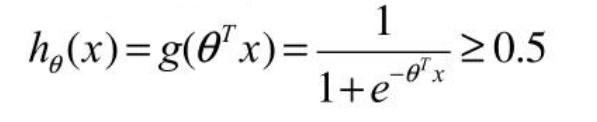 h_θ(x) = g(θ^T x) = 1 / (1 + e^{-θ^T x}) ≥ 0.5